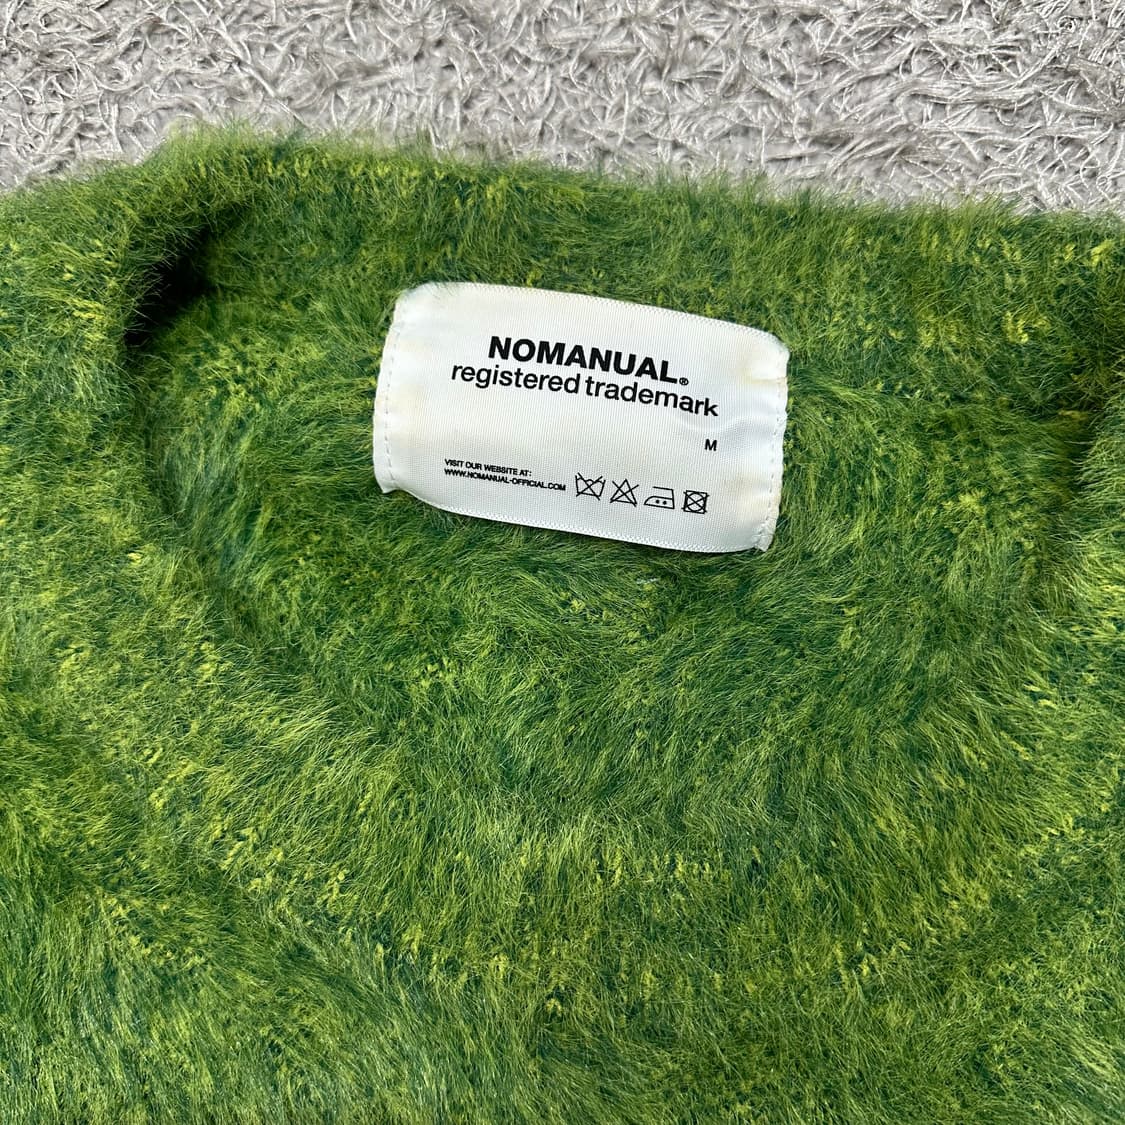 NOMANUAL®
registered trademark
M
VISIT OUR WEBSITE AT:
WWW.NOMANUAL-OFFICIAL.COM